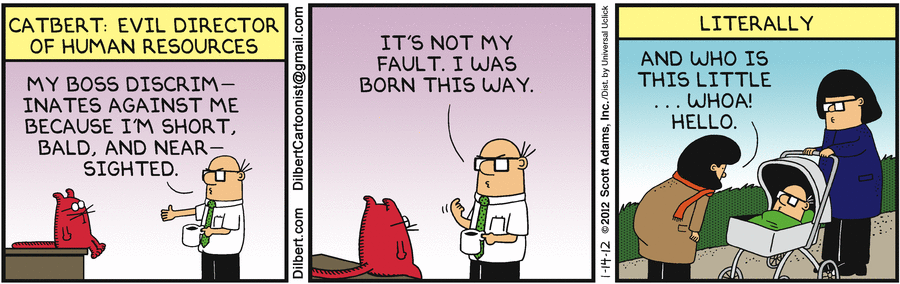 CATBERT: EVIL DIRECTOR
OF HUMAN RESOURCES
MY BOSS DISCRIM–
INATES AGAINST ME
BECAUSE I'M SHORT,
BALD, AND NEAR–
SIGHTED.
Dilbert.com DilbertCartoonist@gmail.com
IT'S NOT MY
FAULT. I WAS
BORN THIS WAY.
1-14-12 ©2012 Scott Adams, Inc./Dist. by Universal Uclick
LITERALLY
AND WHO IS
THIS LITTLE
...WHOA!
HELLO.